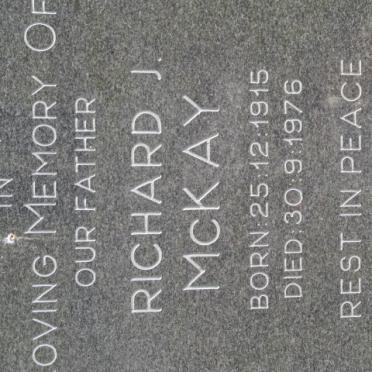 IN
OVING MEMORY OF
OUR FATHER
RICHARD J.
McKAY
BORN:25:12:1915
DIED:30:9:1976
REST IN PEACE